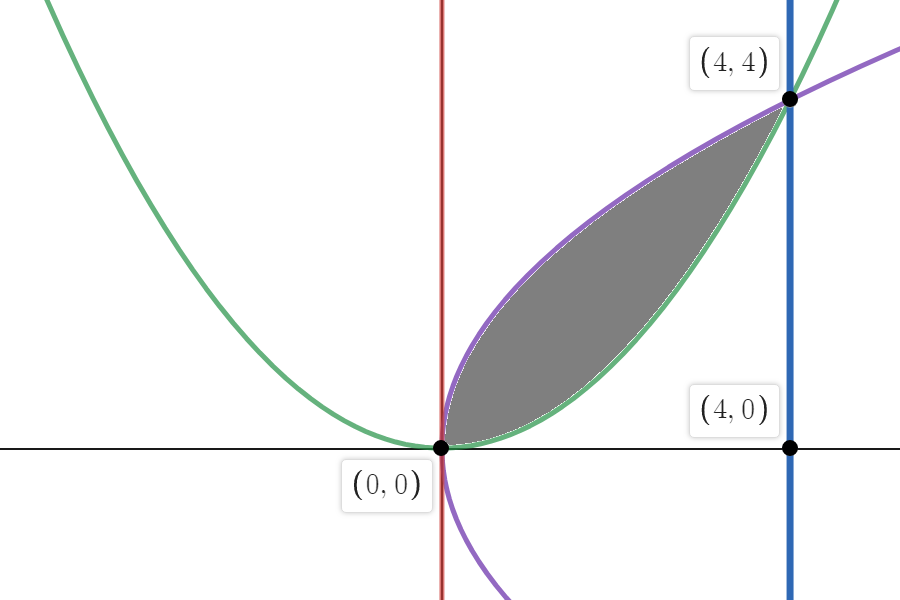 (4, 4)
(4, 0)
(0, 0)